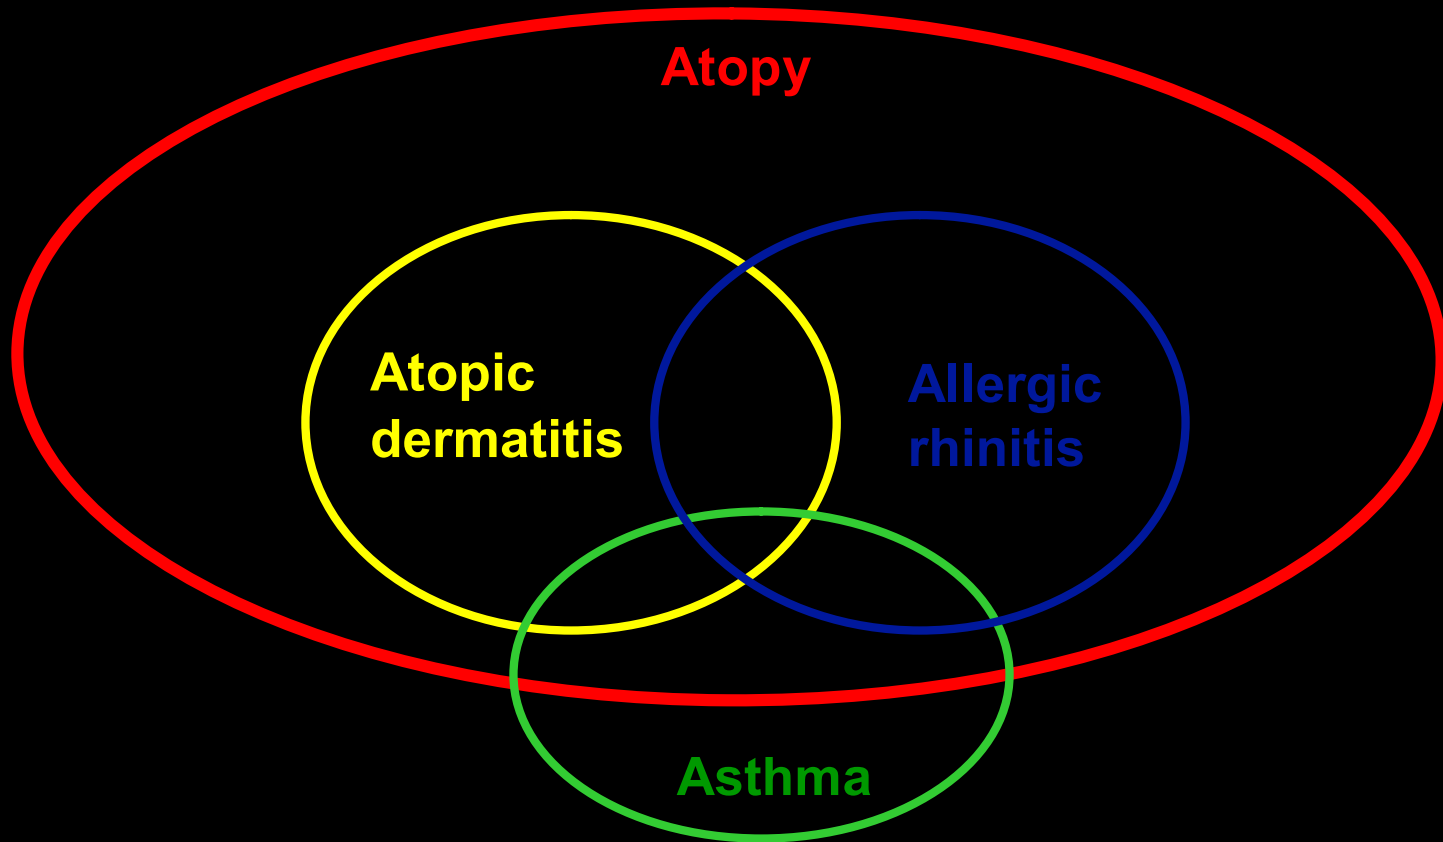 Atopy
Atopic
dermatitis
Allergic
rhinitis
Asthma